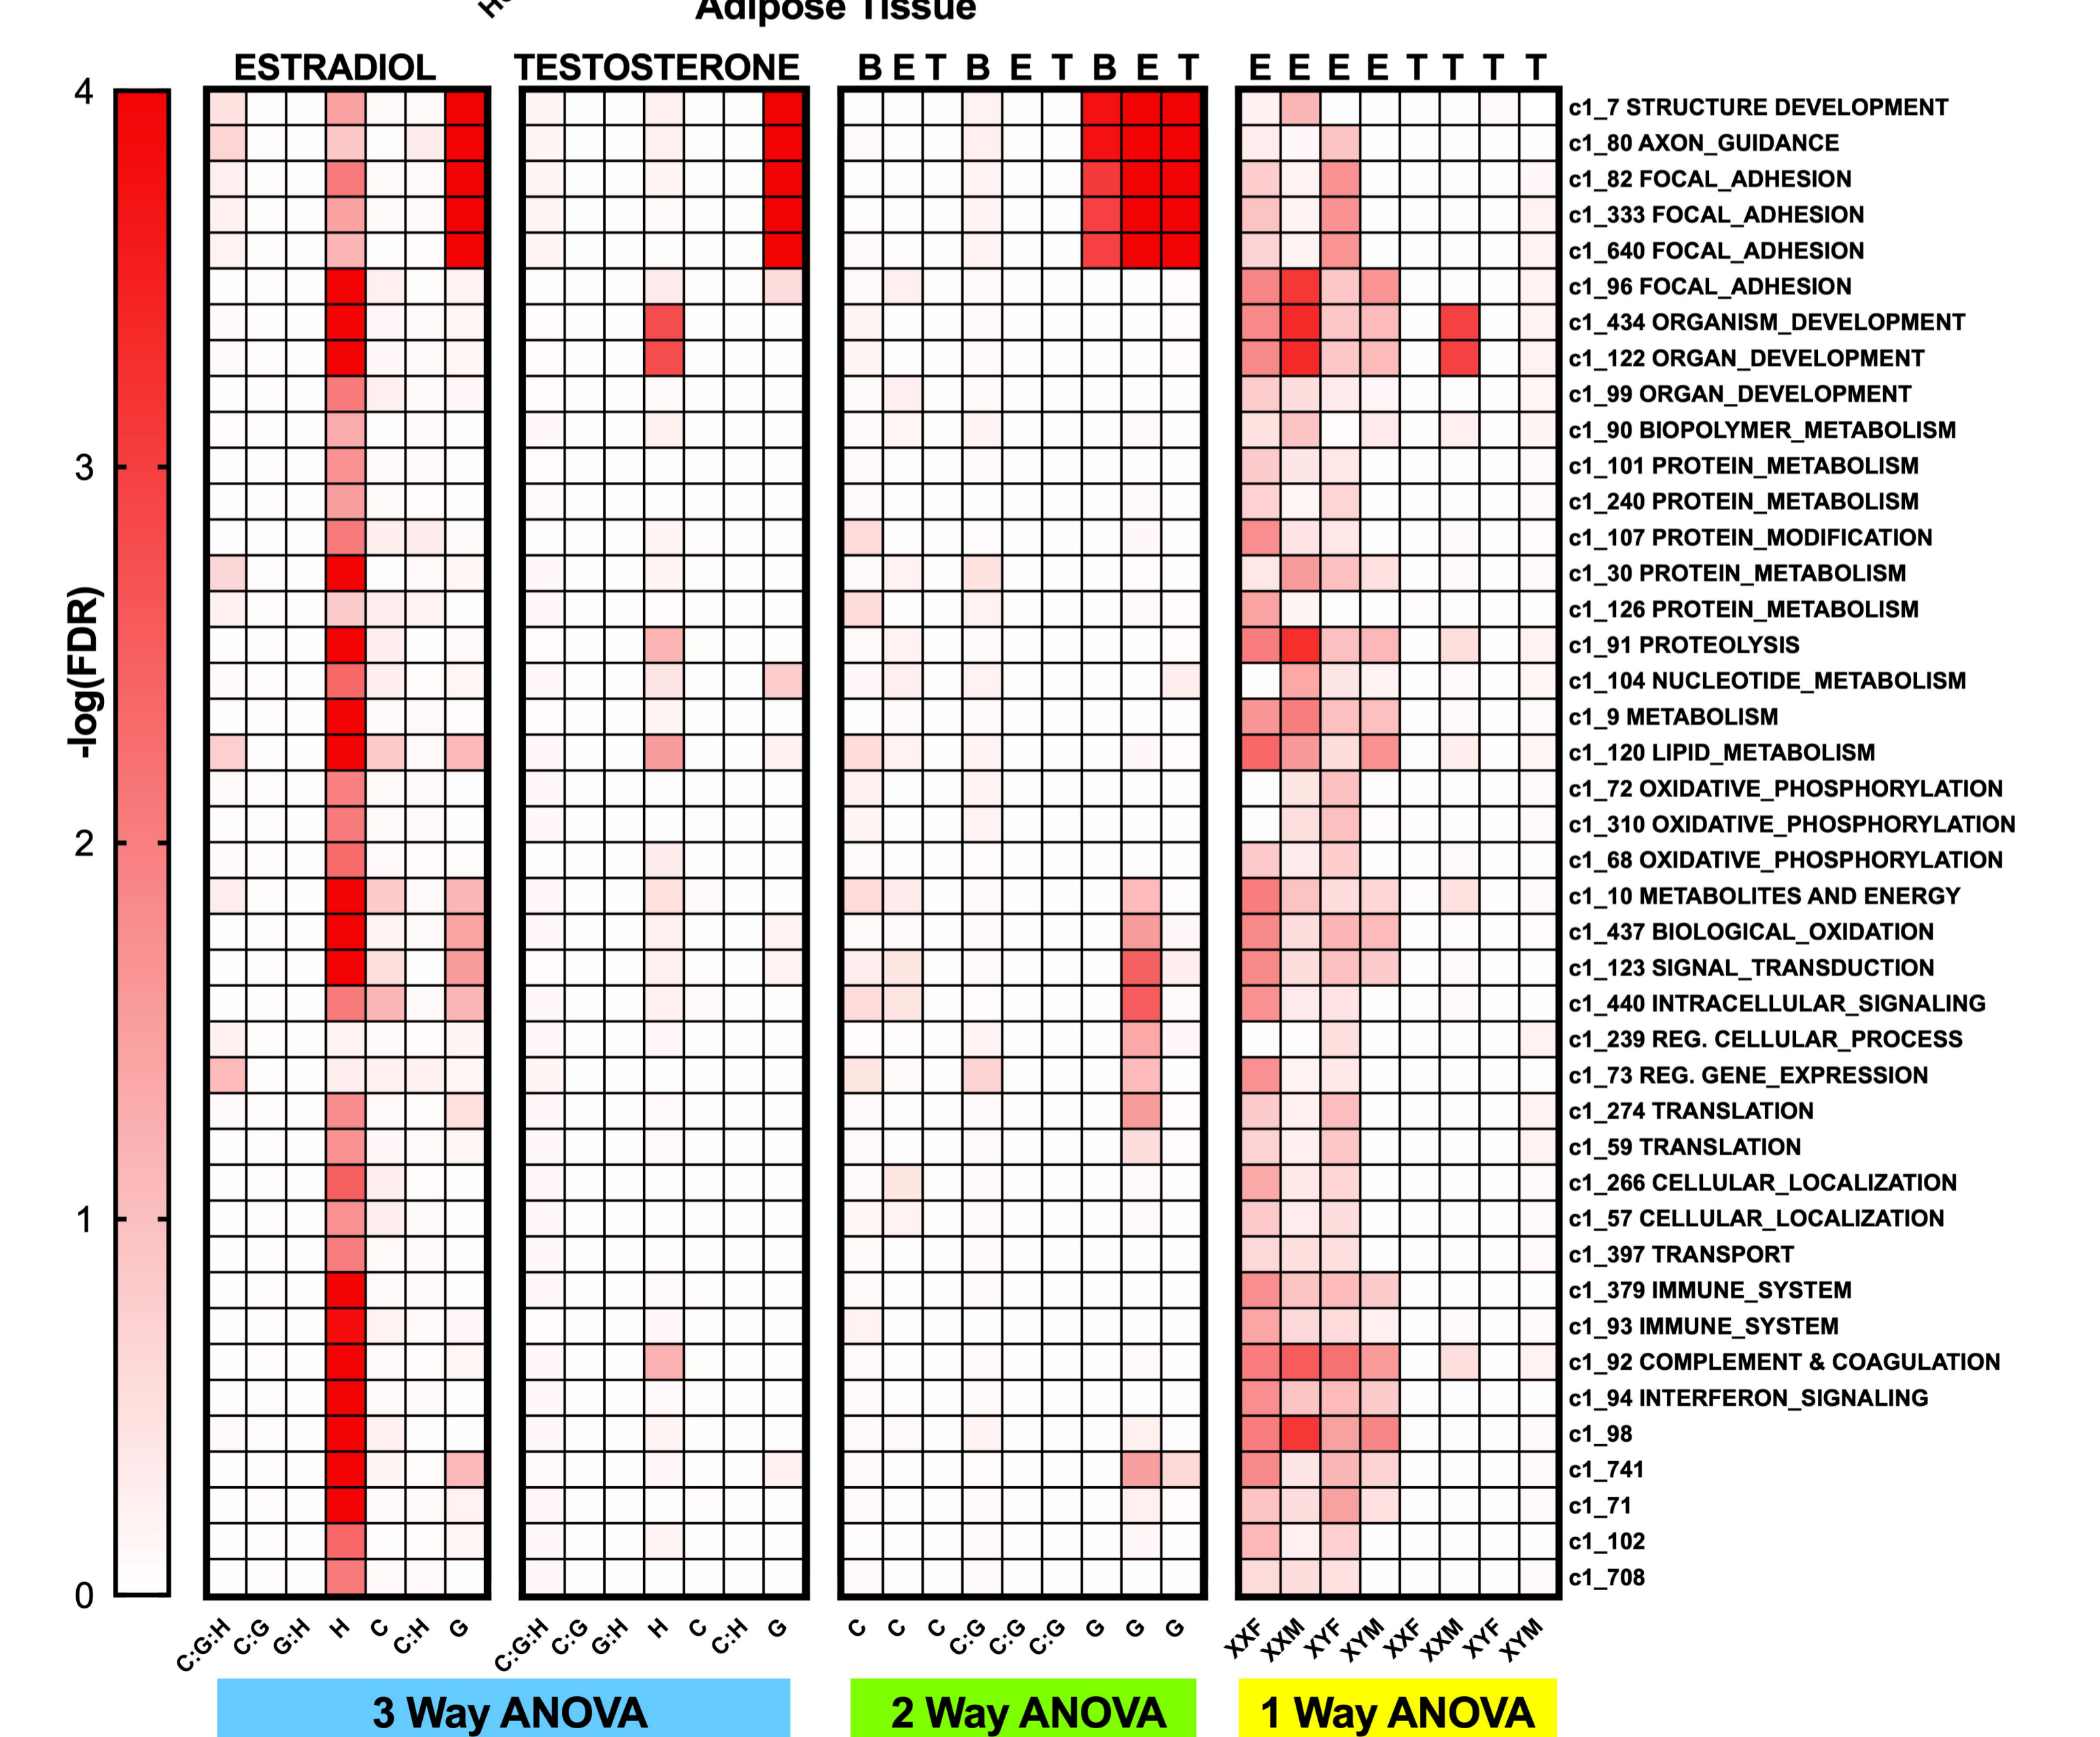 Adipose Tissue
ESTRADIOL TESTOSTERONE B E T B E T B E T E E E E T T T T
4
3
2
1
0
-log(FDR)
c1_7 STRUCTURE DEVELOPMENT
c1_80 AXON_GUIDANCE
c1_82 FOCAL_ADHESION
c1_333 FOCAL_ADHESION
c1_640 FOCAL_ADHESION
c1_96 FOCAL_ADHESION
c1_434 ORGANISM_DEVELOPMENT
c1_122 ORGAN_DEVELOPMENT
c1_99 ORGAN_DEVELOPMENT
c1_90 BIOPOLYMER_METABOLISM
c1_101 PROTEIN_METABOLISM
c1_240 PROTEIN_METABOLISM
c1_107 PROTEIN_MODIFICATION
c1_30 PROTEIN_METABOLISM
c1_126 PROTEIN_METABOLISM
c1_91 PROTEOLYSIS
c1_104 NUCLEOTIDE_METABOLISM
c1_9 METABOLISM
c1_120 LIPID_METABOLISM
c1_72 OXIDATIVE_PHOSPHORYLATION
c1_310 OXIDATIVE_PHOSPHORYLATION
c1_68 OXIDATIVE_PHOSPHORYLATION
c1_10 METABOLITES AND ENERGY
c1_437 BIOLOGICAL_OXIDATION
c1_123 SIGNAL_TRANSDUCTION
c1_440 INTRACELLULAR_SIGNALING
c1_239 REG. CELLULAR_PROCESS
c1_73 REG. GENE_EXPRESSION
c1_274 TRANSLATION
c1_59 TRANSLATION
c1_266 CELLULAR_LOCALIZATION
c1_57 CELLULAR_LOCALIZATION
c1_397 TRANSPORT
c1_379 IMMUNE_SYSTEM
c1_93 IMMUNE_SYSTEM
c1_92 COMPLEMENT & COAGULATION
c1_94 INTERFERON_SIGNALING
c1_98
c1_741
c1_71
c1_102
c1_708
C:G:H C:G G:H H C C:H G C:G:H C:G G:H H C C:H G C C C C:G C:G C:G G G G XXF XXM XYF XYM XXF XXM XYF XYM
3 Way ANOVA 2 Way ANOVA 1 Way ANOVA